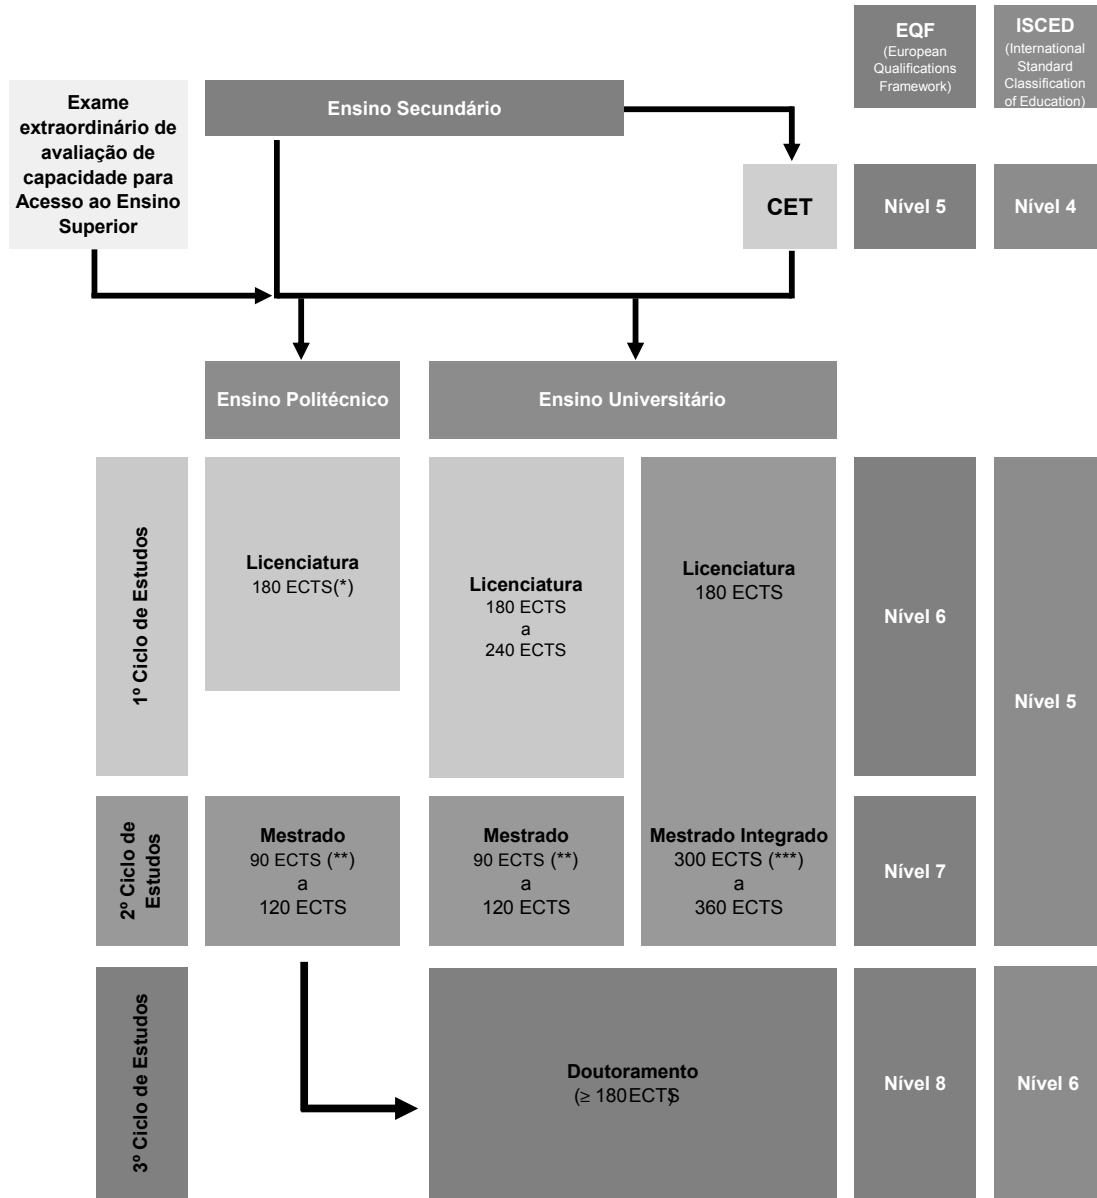 EQF
(European
Qualifications
Framework)
ISCED
(International
Standard
Classification
of Education)
Exame
extraordinário de
avaliação de
capacidade para
Acesso ao Ensino
Superior
Ensino Secundário
CET
Nível 5
Nível 4
Ensino Politécnico
Ensino Universitário
1º Ciclo de Estudos
Licenciatura
180 ECTS(*)
Licenciatura
180 ECTS
a
240 ECTS
Licenciatura
180 ECTS
Nível 6
Nível 5
2º Ciclo de
Estudos
Mestrado
90 ECTS (**)
a
120 ECTS
Mestrado
90 ECTS (**)
a
120 ECTS
Mestrado Integrado
300 ECTS (***)
a
360 ECTS
Nível 7
3º Ciclo de Estudos
Doutoramento
(≥ 180ECTS)
Nível 8
Nível 6